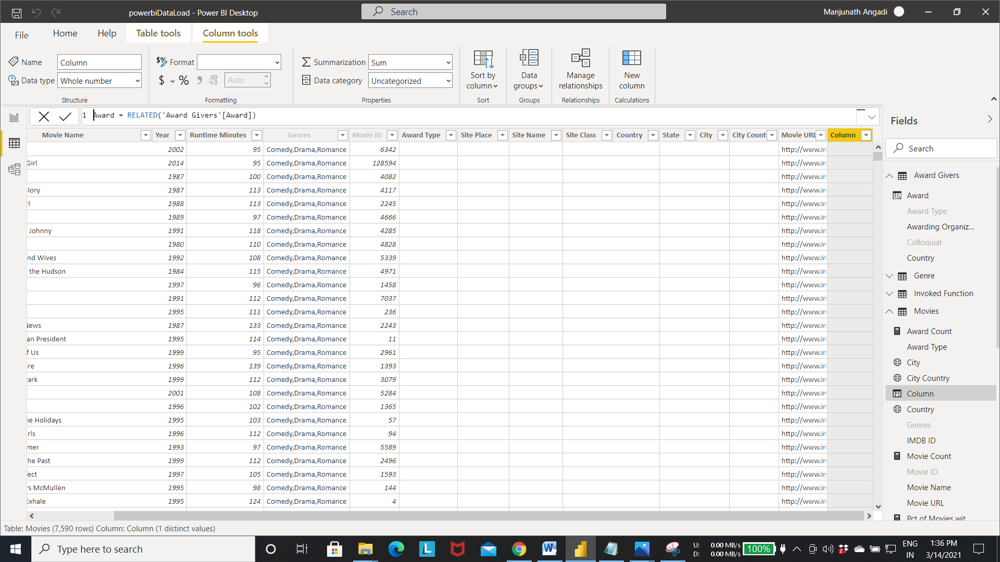 powerbiDataLoad - Power BI Desktop
Search
Manjunath Angadi
File
Home
Help
Table tools
Column tools
Name
Column
Data type
Whole number
Structure
Format
$ % Auto
Formatting
Summarization
Sum
Data category
Uncategorized
Properties
Sort by
column
Sort
Data
groups
Groups
Manage
relationships
Relationships
New
column
Calculations
1 Award = RELATED('Award Givers'[Award])
Movie Name Year Runtime Minutes Genres Movie ID Award Type Site Place Site Name Site Class Country State City City Count Movie URL Column
2002 95 Comedy,Drama,Romance 6342 http://www.in
Girl 2014 95 Comedy,Drama,Romance 128594 http://www.in
1987 100 Comedy,Drama,Romance 4082 http://www.in
lory 1987 113 Comedy,Drama,Romance 4117 http://www.in
rl 1988 113 Comedy,Drama,Romance 2245 http://www.in
1989 97 Comedy,Drama,Romance 4666 http://www.in
Johnny 1991 118 Comedy,Drama,Romance 4285 http://www.in
1980 110 Comedy,Drama,Romance 4828 http://www.in
nd Wives 1992 108 Comedy,Drama,Romance 5339 http://www.in
the Hudson 1984 115 Comedy,Drama,Romance 4971 http://www.in
1997 96 Comedy,Drama,Romance 1458 http://www.in
1991 112 Comedy,Drama,Romance 7037 http://www.in
1995 111 Comedy,Drama,Romance 236 http://www.in
News 1987 133 Comedy,Drama,Romance 2243 http://www.in
an President 1995 114 Comedy,Drama,Romance 11 http://www.in
f Us 1999 95 Comedy,Drama,Romance 2961 http://www.in
ire 1996 139 Comedy,Drama,Romance 1393 http://www.in
ark 1999 112 Comedy,Drama,Romance 3079 http://www.in
2001 108 Comedy,Drama,Romance 5284 http://www.in
1996 102 Comedy,Drama,Romance 1365 http://www.in
ne Holidays 1995 103 Comedy,Drama,Romance 57 http://www.in
rls 1996 112 Comedy,Drama,Romance 94 http://www.in
mer 1993 97 Comedy,Drama,Romance 5589 http://www.in
he Past 1999 112 Comedy,Drama,Romance 2496 http://www.in
fect 1997 105 Comedy,Drama,Romance 1593 http://www.in
rs McMullen 1995 98 Comedy,Drama,Romance 144 http://www.in
Exhale 1995 124 Comedy,Drama,Romance 4 http://www.in
Fields
Search
Award Givers
Award
Award Type
Awarding Organiz...
Colloquial
Country
Genre
Invoked Function
Movies
Award Count
Award Type
City
City Country
Column
Country
Genres
IMDB ID
Movie Count
Movie ID
Movie Name
Movie URL
Pct of Movies wit
Table: Movies (7,590 rows) Column: Column (1 distinct values)
Type here to search
U: 0.00 MB/s
D: 0.00 MB/s
100%
2
ENG
IN
1:36 PM
3/14/2021